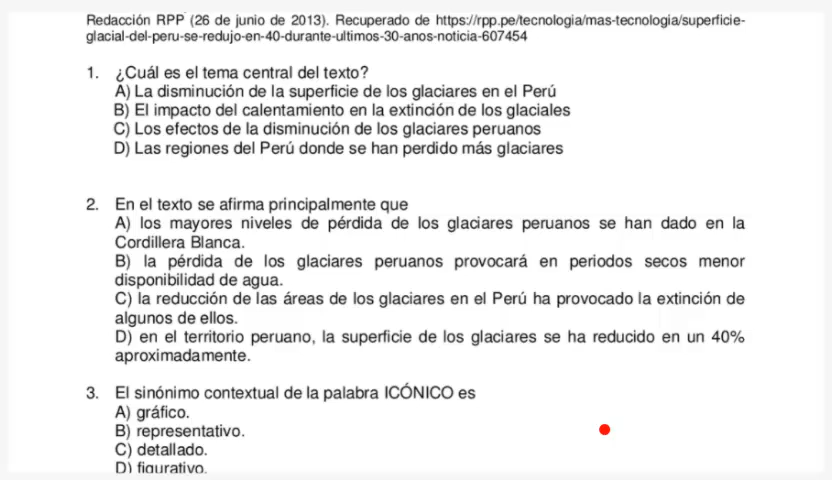 Redacción RPP (26 de junio de 2013). Recuperado de https://rpp.pe/tecnologia/mas-tecnologia/superficie-
glacial-del-peru-se-redujo-en-40-durante-ultimos-30-anos-noticia-607454
1. ¿Cuál es el tema central del texto?
A) La disminución de la superficie de los glaciares en el Perú
B) El impacto del calentamiento en la extinción de los glaciales
C) Los efectos de la disminución de los glaciares peruanos
D) Las regiones del Perú donde se han perdido más glaciares
2. En el texto se afirma principalmente que
A) los mayores niveles de pérdida de los glaciares peruanos se han dado en la
Cordillera Blanca.
B) la pérdida de los glaciares peruanos provocará en periodos secos menor
disponibilidad de agua.
C) la reducción de las áreas de los glaciares en el Perú ha provocado la extinción de
algunos de ellos.
D) en el territorio peruano, la superficie de los glaciares se ha reducido en un 40%
aproximadamente.
3. El sinónimo contextual de la palabra ICÓNICO es
A) gráfico.
B) representativo.
C) detallado.
D) figurativo.